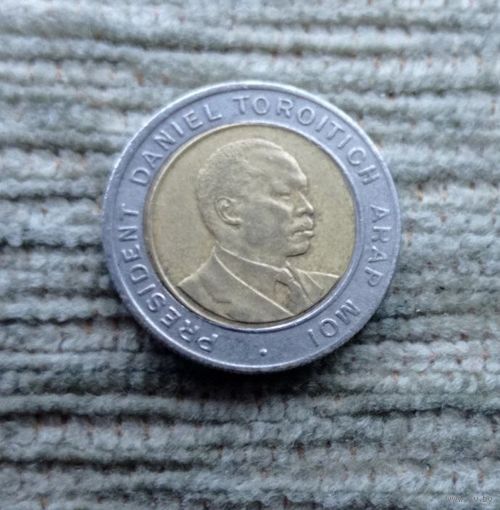 PRESIDENT DANIEL TOROITICH ARAP MOI